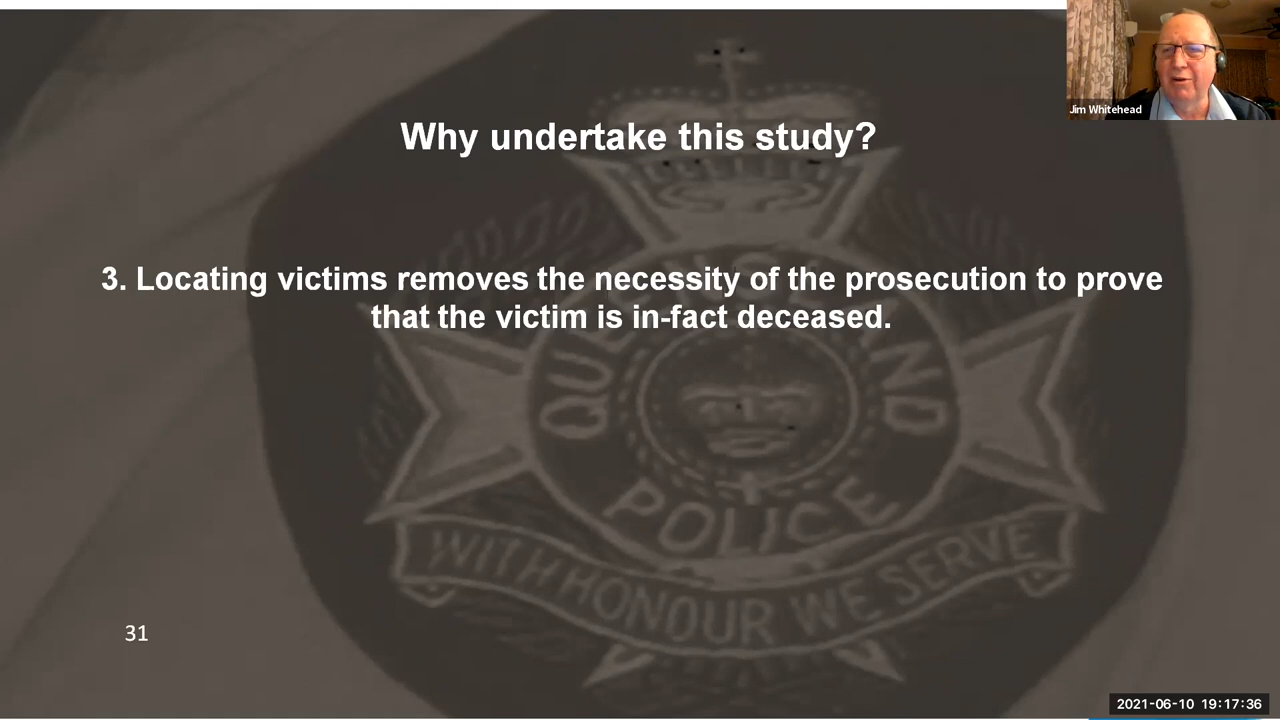 Jim Whitehead
Why undertake this study?
3. Locating victims removes the necessity of the prosecution to prove
that the victim is in-fact deceased.
QUEENSLAND
POLICE
WITH HONOUR WE SERVE
31
2021-06-10 19:17:36